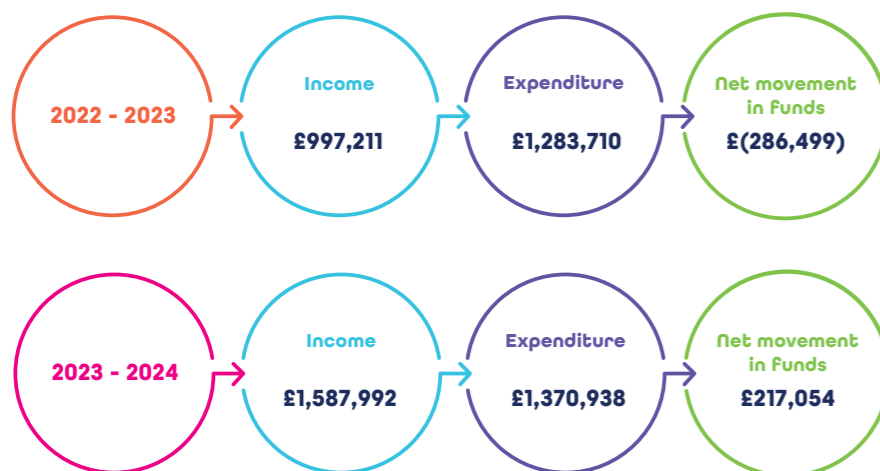 2022 - 2023
Income
£997,211
Expenditure
£1,283,710
Net movement
in funds
£(286,499)
2023 - 2024
Income
£1,587,992
Expenditure
£1,370,938
Net movement
in funds
£217,054